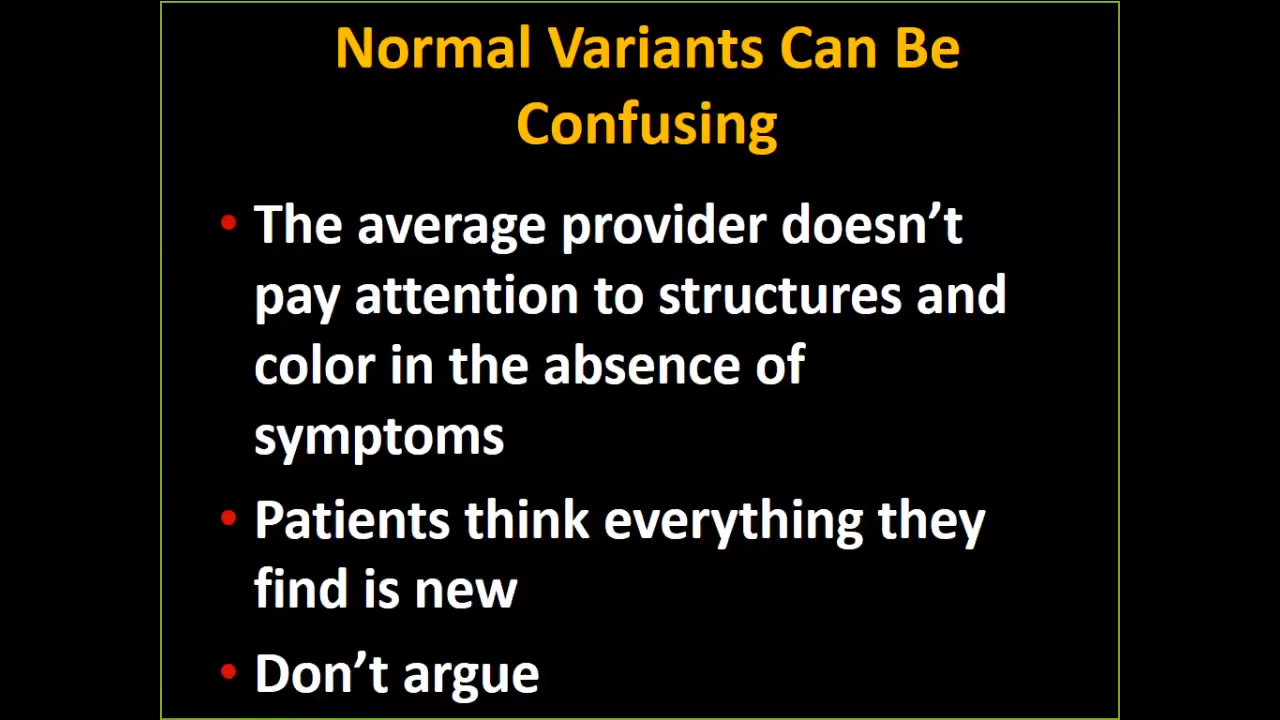 Normal Variants Can Be
Confusing
• The average provider doesn’t
pay attention to structures and
color in the absence of
symptoms
• Patients think everything they
find is new
• Don’t argue